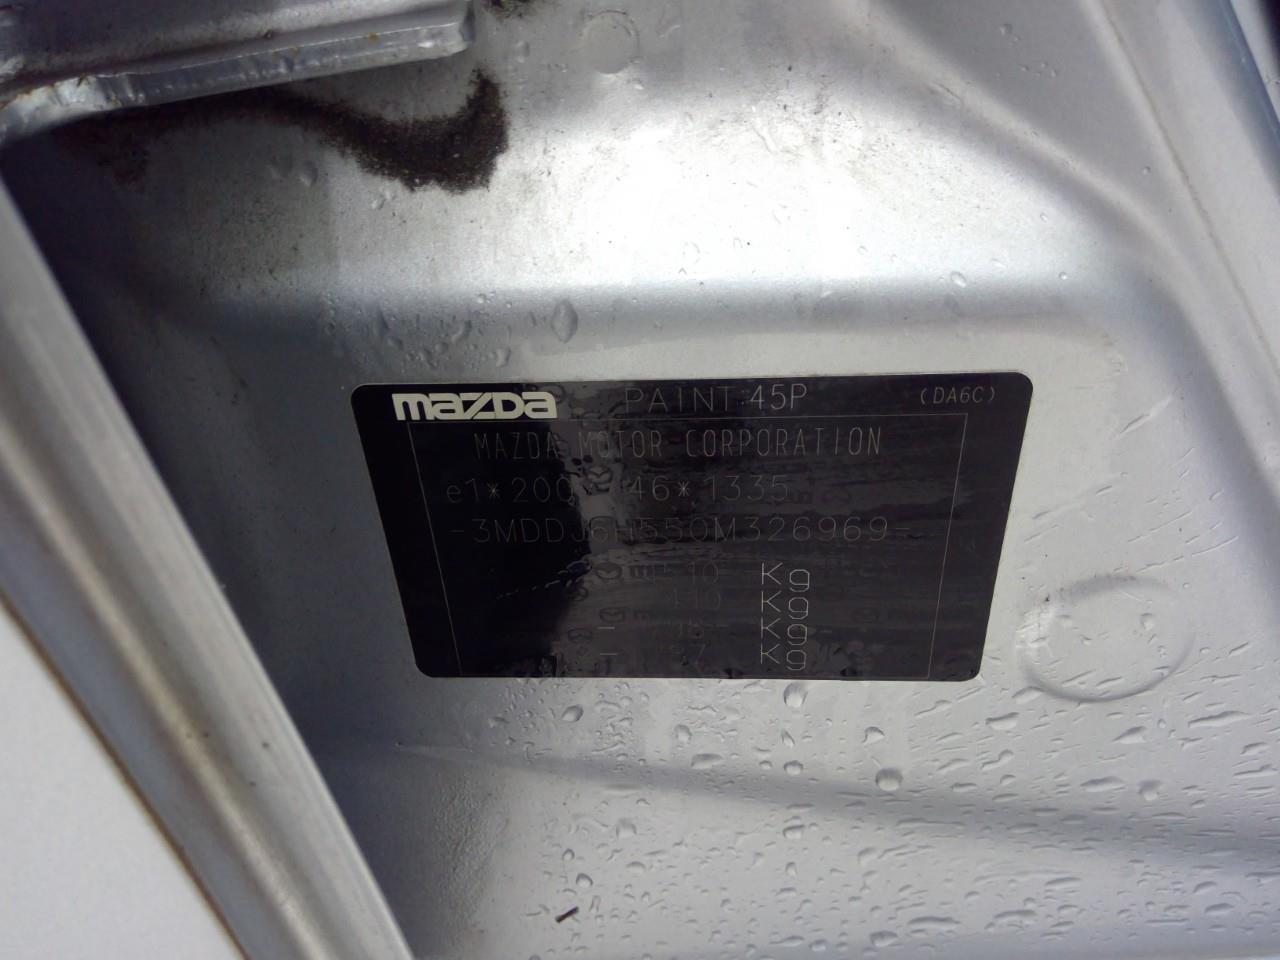 mazda PAINT 45P (DA6C)
MAZDA MOTOR CORPORATION
e1*200 46*1335
-3MDDJ6H550M326969-
Kg
Kg
Kg
Kg